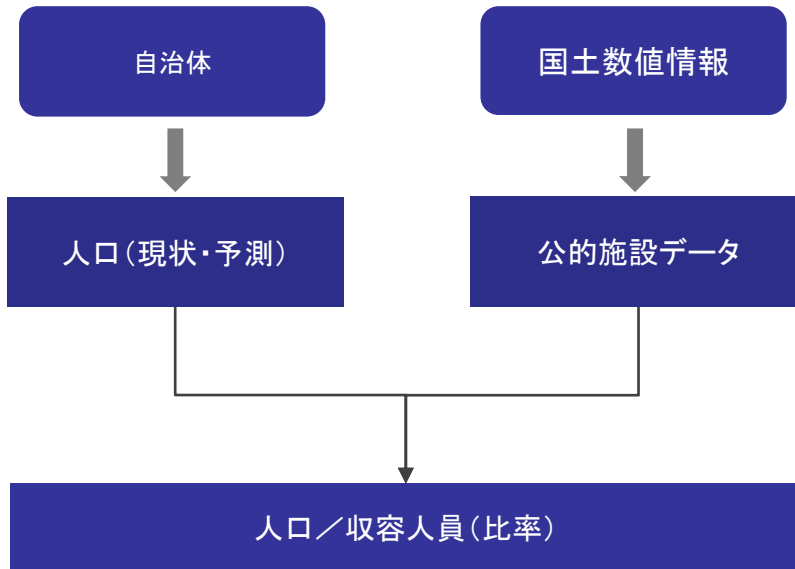 自治体
国土数値情報
人口（現状・予測）
公的施設データ
人口／収容人員（比率）